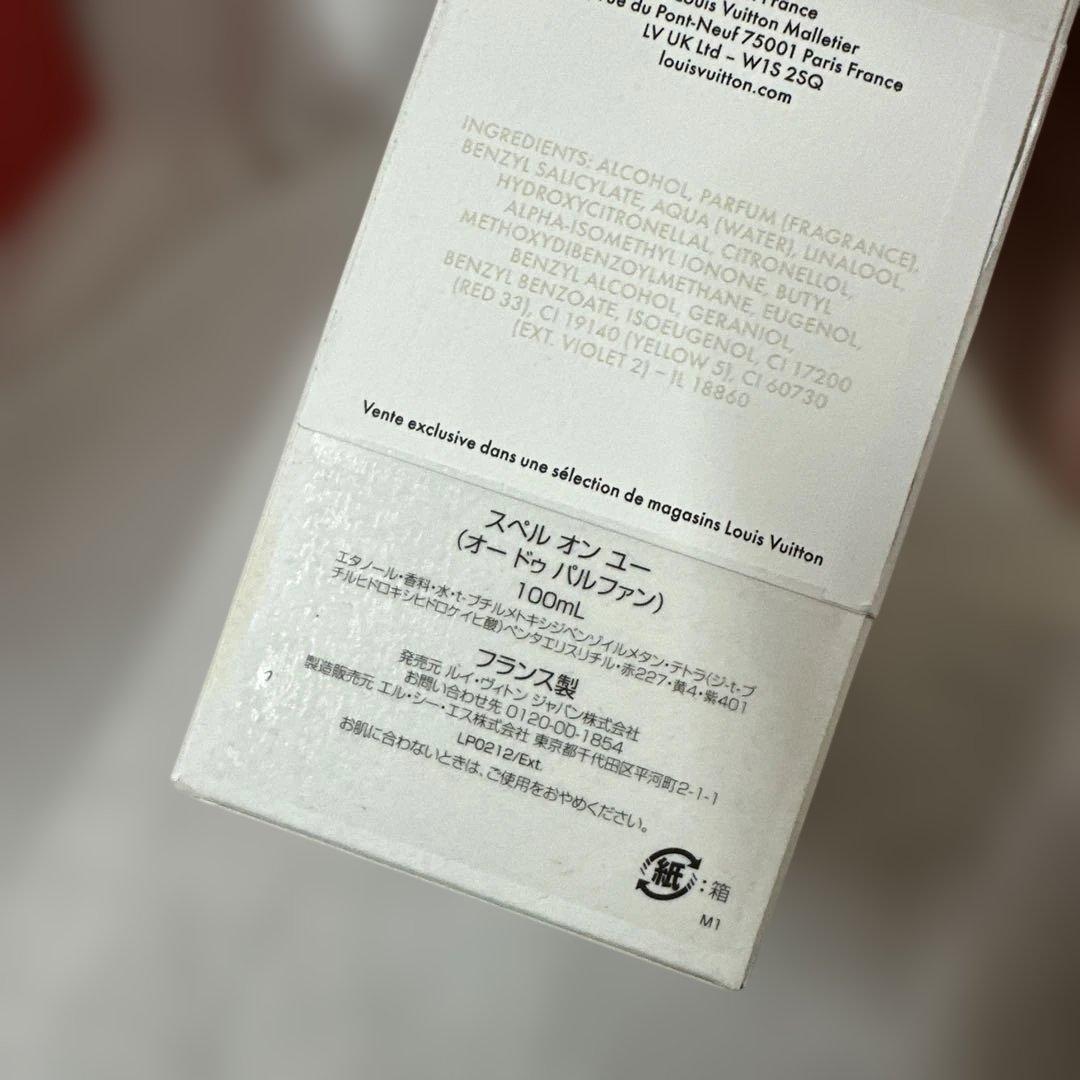 France
Louis Vuitton Malletier
rue du Pont-Neuf 75001 Paris France
LV UK Ltd – W1S 2SQ
louisvuitton.com
INGREDIENTS: ALCOHOL, PARFUM (FRAGRANCE),
BENZYL SALICYLATE, AQUA (WATER), LINALOOL,
HYDROXYCITRONELLAL, CITRONELLOL,
ALPHA-ISOMETHYL IONONE, BUTYL
METHOXYDIBENZOYLMETHANE, EUGENOL,
BENZYL ALCOHOL, GERANIOL,
BENZYL BENZOATE, ISOEUGENOL, CI 17200
(RED 33), CI 19140 (YELLOW 5), CI 60730
(EXT. VIOLET 2) – IL 18860
Vente exclusive dans une sélection de magasins Louis Vuitton
スペル オン ユー
(オー ドゥ パルファン)
100mL
エタノール・香料・水・t-ブチルメトキシジベンゾイルメタン・テトラ(ジ-t-ブ
チルヒドロキシヒドロケイヒ酸)ペンタエリスリチル・赤227・黄4・紫401
フランス製
発売元 ルイ・ヴィトン ジャパン株式会社
お問い合わせ先 0120-00-1854
製造販売元 エル・シー・エス株式会社 東京都千代田区平河町2-1-1
LP0212/Ext.
お肌に合わないときは、ご使用をおやめください。
紙:箱
M1